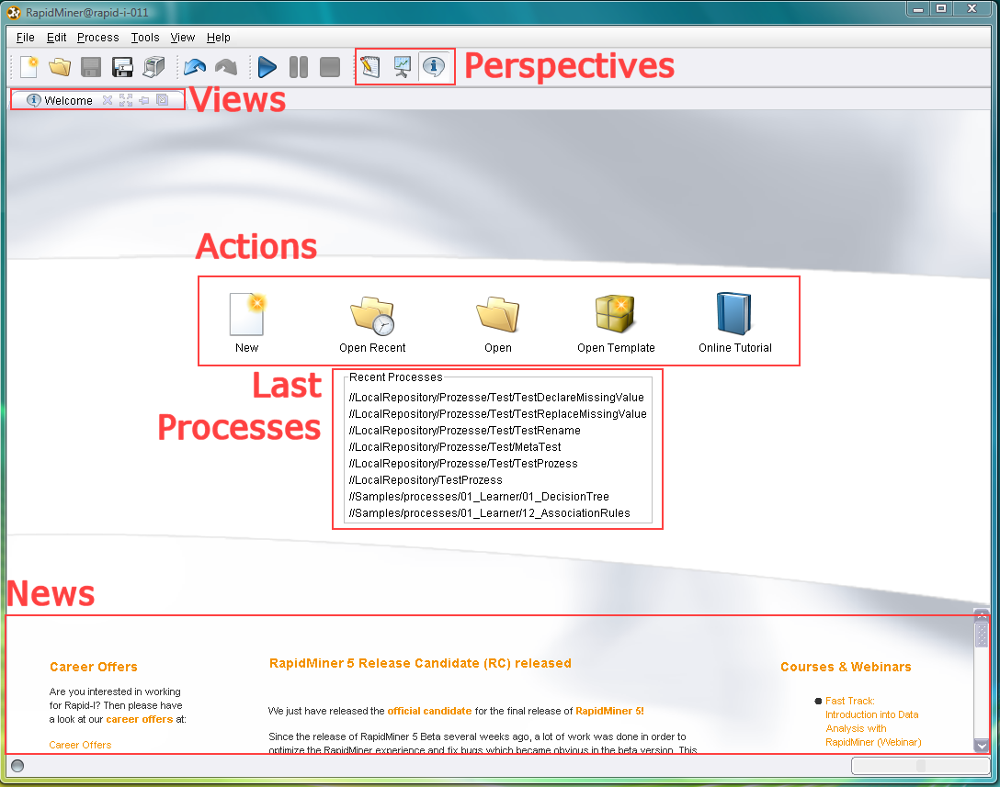 RapidMiner@rapid-i-011
File Edit Process Tools View Help
Perspectives
Welcome
Views
Actions
New
Open Recent
Open
Open Template
Online Tutorial
Last
Processes
Recent Processes
//LocalRepository/Prozesse/Test/TestDeclareMissingValue
//LocalRepository/Prozesse/Test/TestReplaceMissingValue
//LocalRepository/Prozesse/Test/TestRename
//LocalRepository/Prozesse/Test/MetaTest
//LocalRepository/Prozesse/Test/TestProzess
//LocalRepository/TestProzess
//Samples/processes/01_Learner/01_DecisionTree
//Samples/processes/01_Learner/12_AssociationRules
News
Career Offers
Are you interested in working
for Rapid-I? Then please have
a look at our career offers at:
Career Offers
RapidMiner 5 Release Candidate (RC) released
We just have released the official candidate for the final release of RapidMiner 5!
Since the release of RapidMiner 5 Beta several weeks ago, a lot of work was done in order to
optimize the RapidMiner experience and fix bugs which became obvious in the beta version. This
Courses & Webinars
Fast Track:
Introduction into Data
Analysis with
RapidMiner (Webinar)